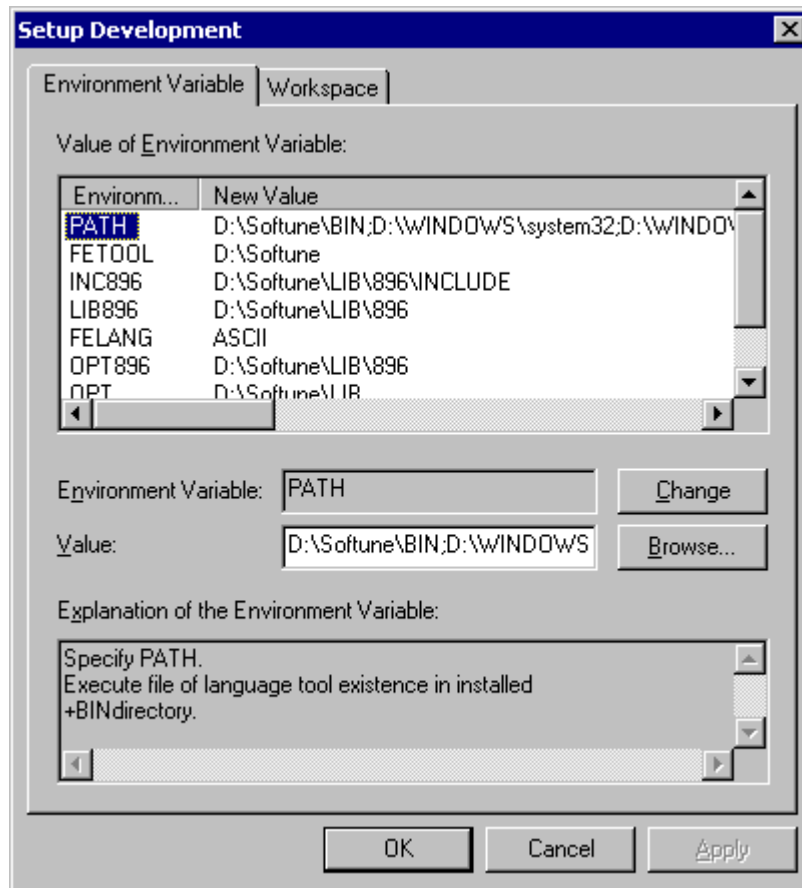 Setup Development
Environment Variable Workspace
Value of Environment Variable:
Environm... New Value
PATH D:\Softune\BIN;D:\WINDOWS\system32;D:\WINDO
FETOOL D:\Softune
INC896 D:\Softune\LIB\896\INCLUDE
LIB896 D:\Softune\LIB\896
FELANG ASCII
OPT896 D:\Softune\LIB\896
OPT D:\Softune\LIB
Environment Variable: PATH Change
Value: D:\Softune\BIN;D:\WINDOWS Browse...
Explanation of the Environment Variable:
Specify PATH.
Execute file of language tool existence in installed
+BINdirectory.
OK Cancel Apply